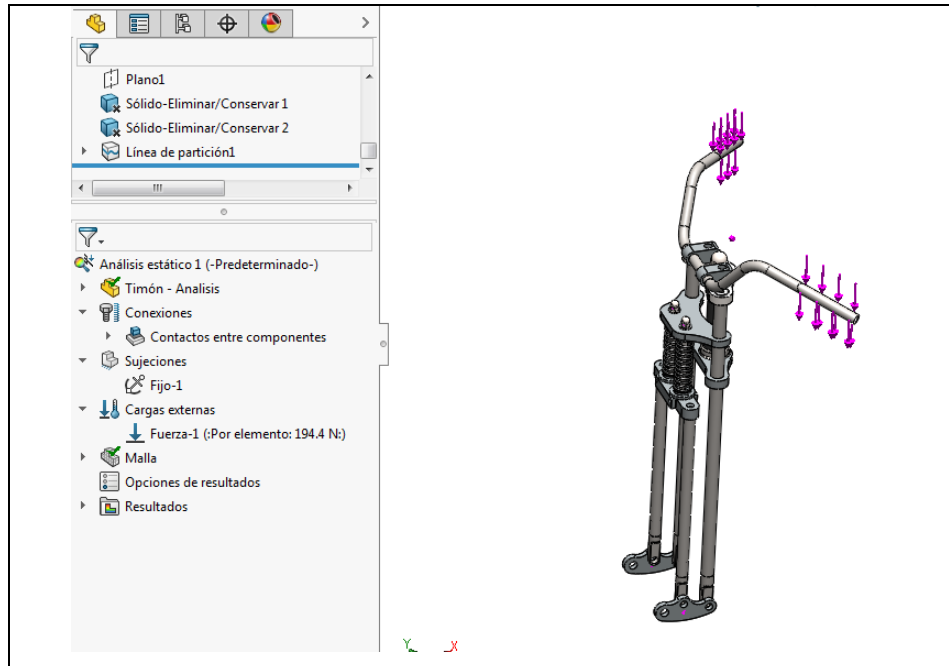 Plano1
Sólido-Eliminar/Conservar 1
Sólido-Eliminar/Conservar 2
Línea de partición1
Análisis estático 1 (-Predeterminado-)
Timón - Analisis
Conexiones
Contactos entre componentes
Sujeciones
Fijo-1
Cargas externas
Fuerza-1 (:Por elemento: 194.4 N:)
Malla
Opciones de resultados
Resultados
Y
X